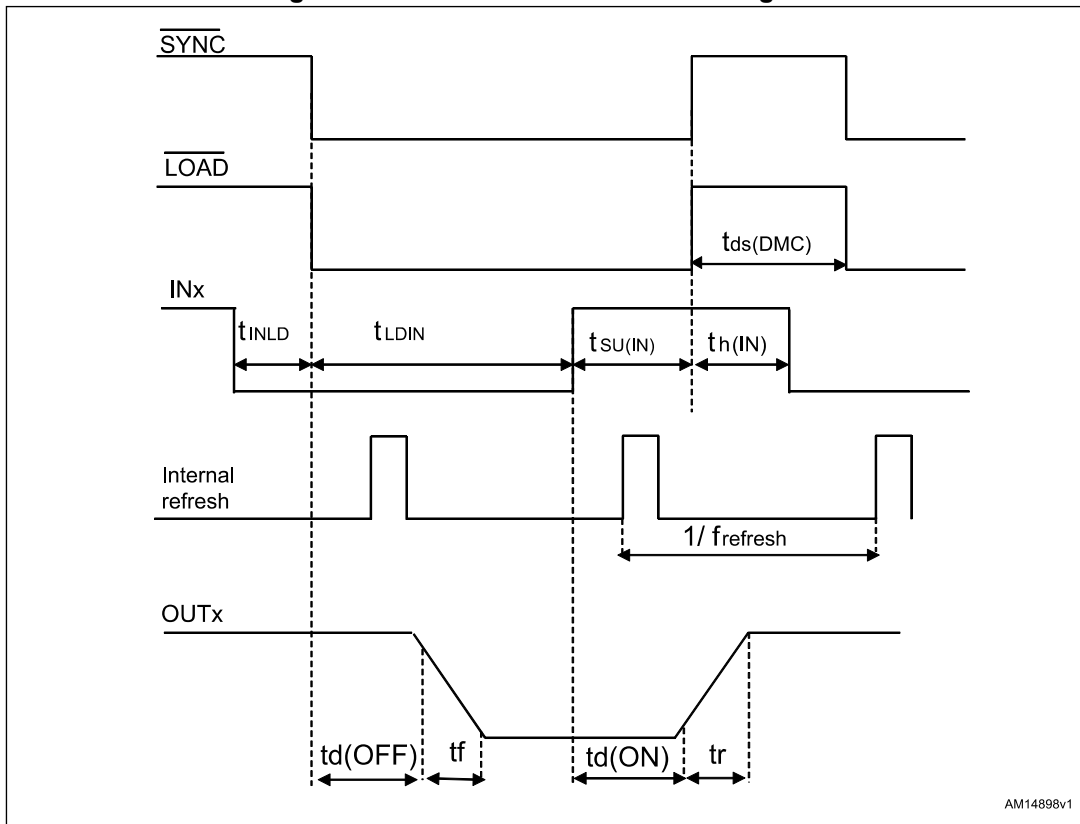 SYNC
LOAD
tds(DMC)
INx
tINLD
tLDIN
tSU(IN)
th(IN)
Internal
refresh
1/ frefresh
OUTx
td(OFF)
tf
td(ON)
tr
AM14898v1